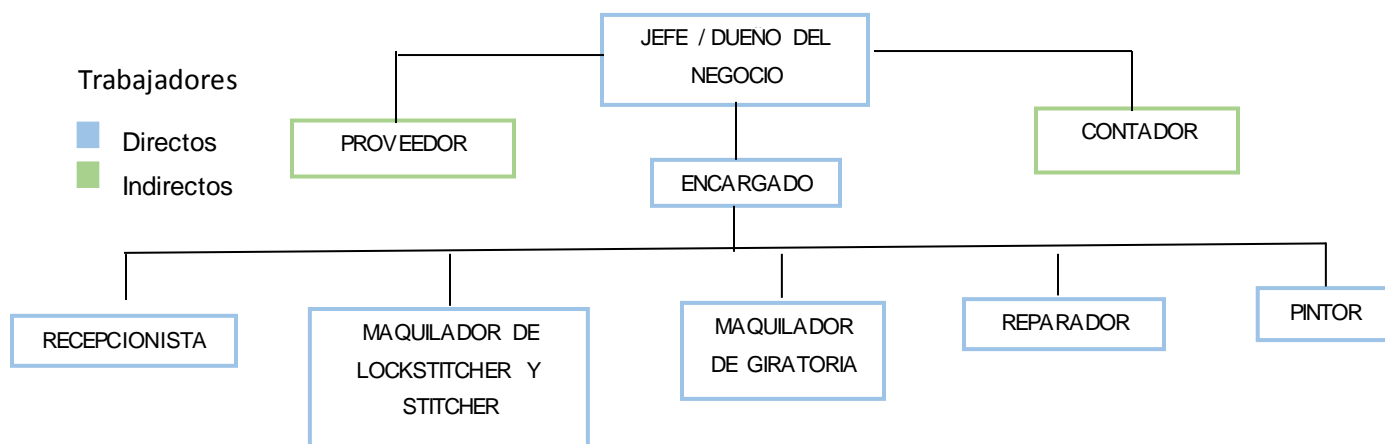 JEFE / DUEÑO DEL
NEGOCIO
Trabajadores
Directos
Indirectos
PROVEEDOR
CONTADOR
ENCARGADO
RECEPCIONISTA
MAQUILADOR DE
LOCKSTITCHER Y
STITCHER
MAQUILADOR
DE GIRATORIA
REPARADOR
PINTOR